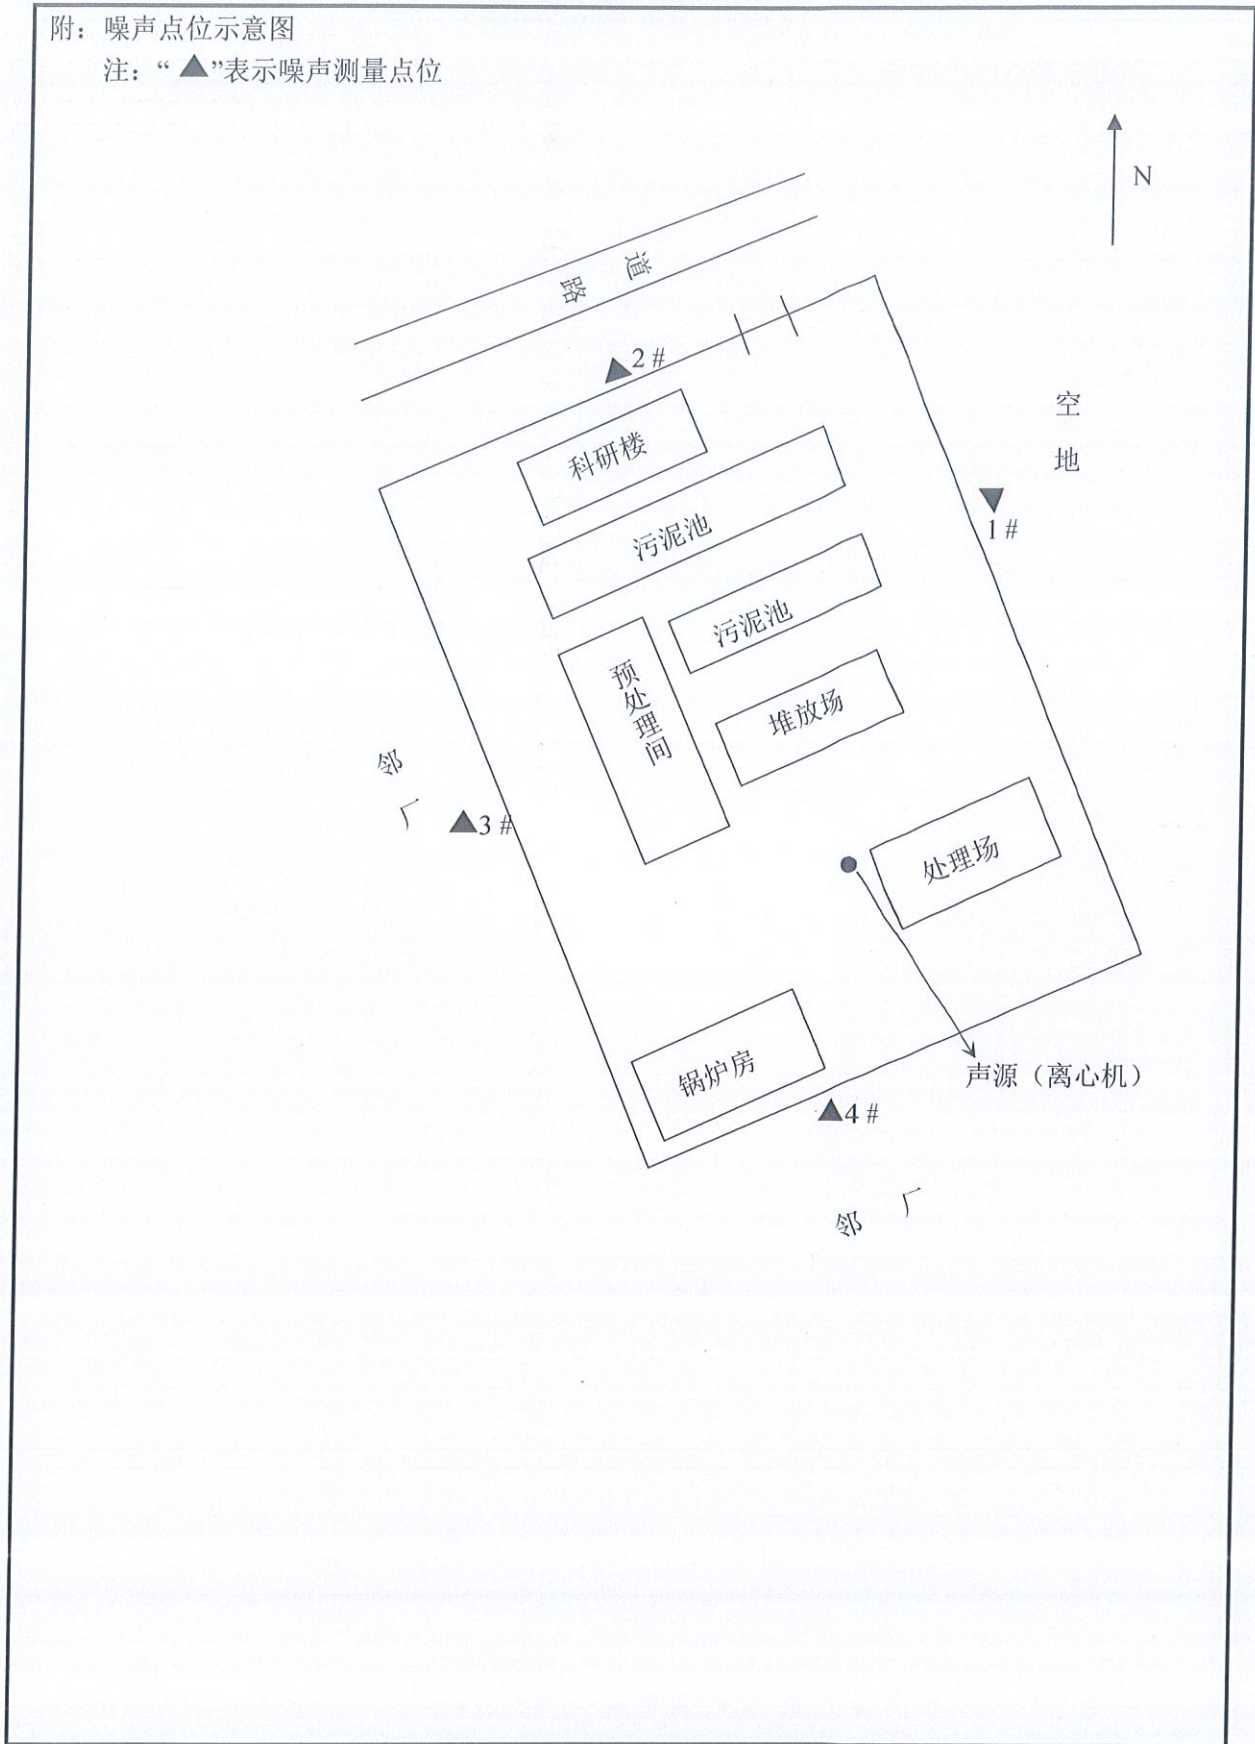 附：噪声点位示意图
注：“▲”表示噪声测量点位
N
道路
▲2＃
空地
▼
1＃
科研楼
污泥池
污泥池
预处理间
堆放场
邻厂
▲3＃
处理场
声源（离心机）
锅炉房
▲4＃
邻厂